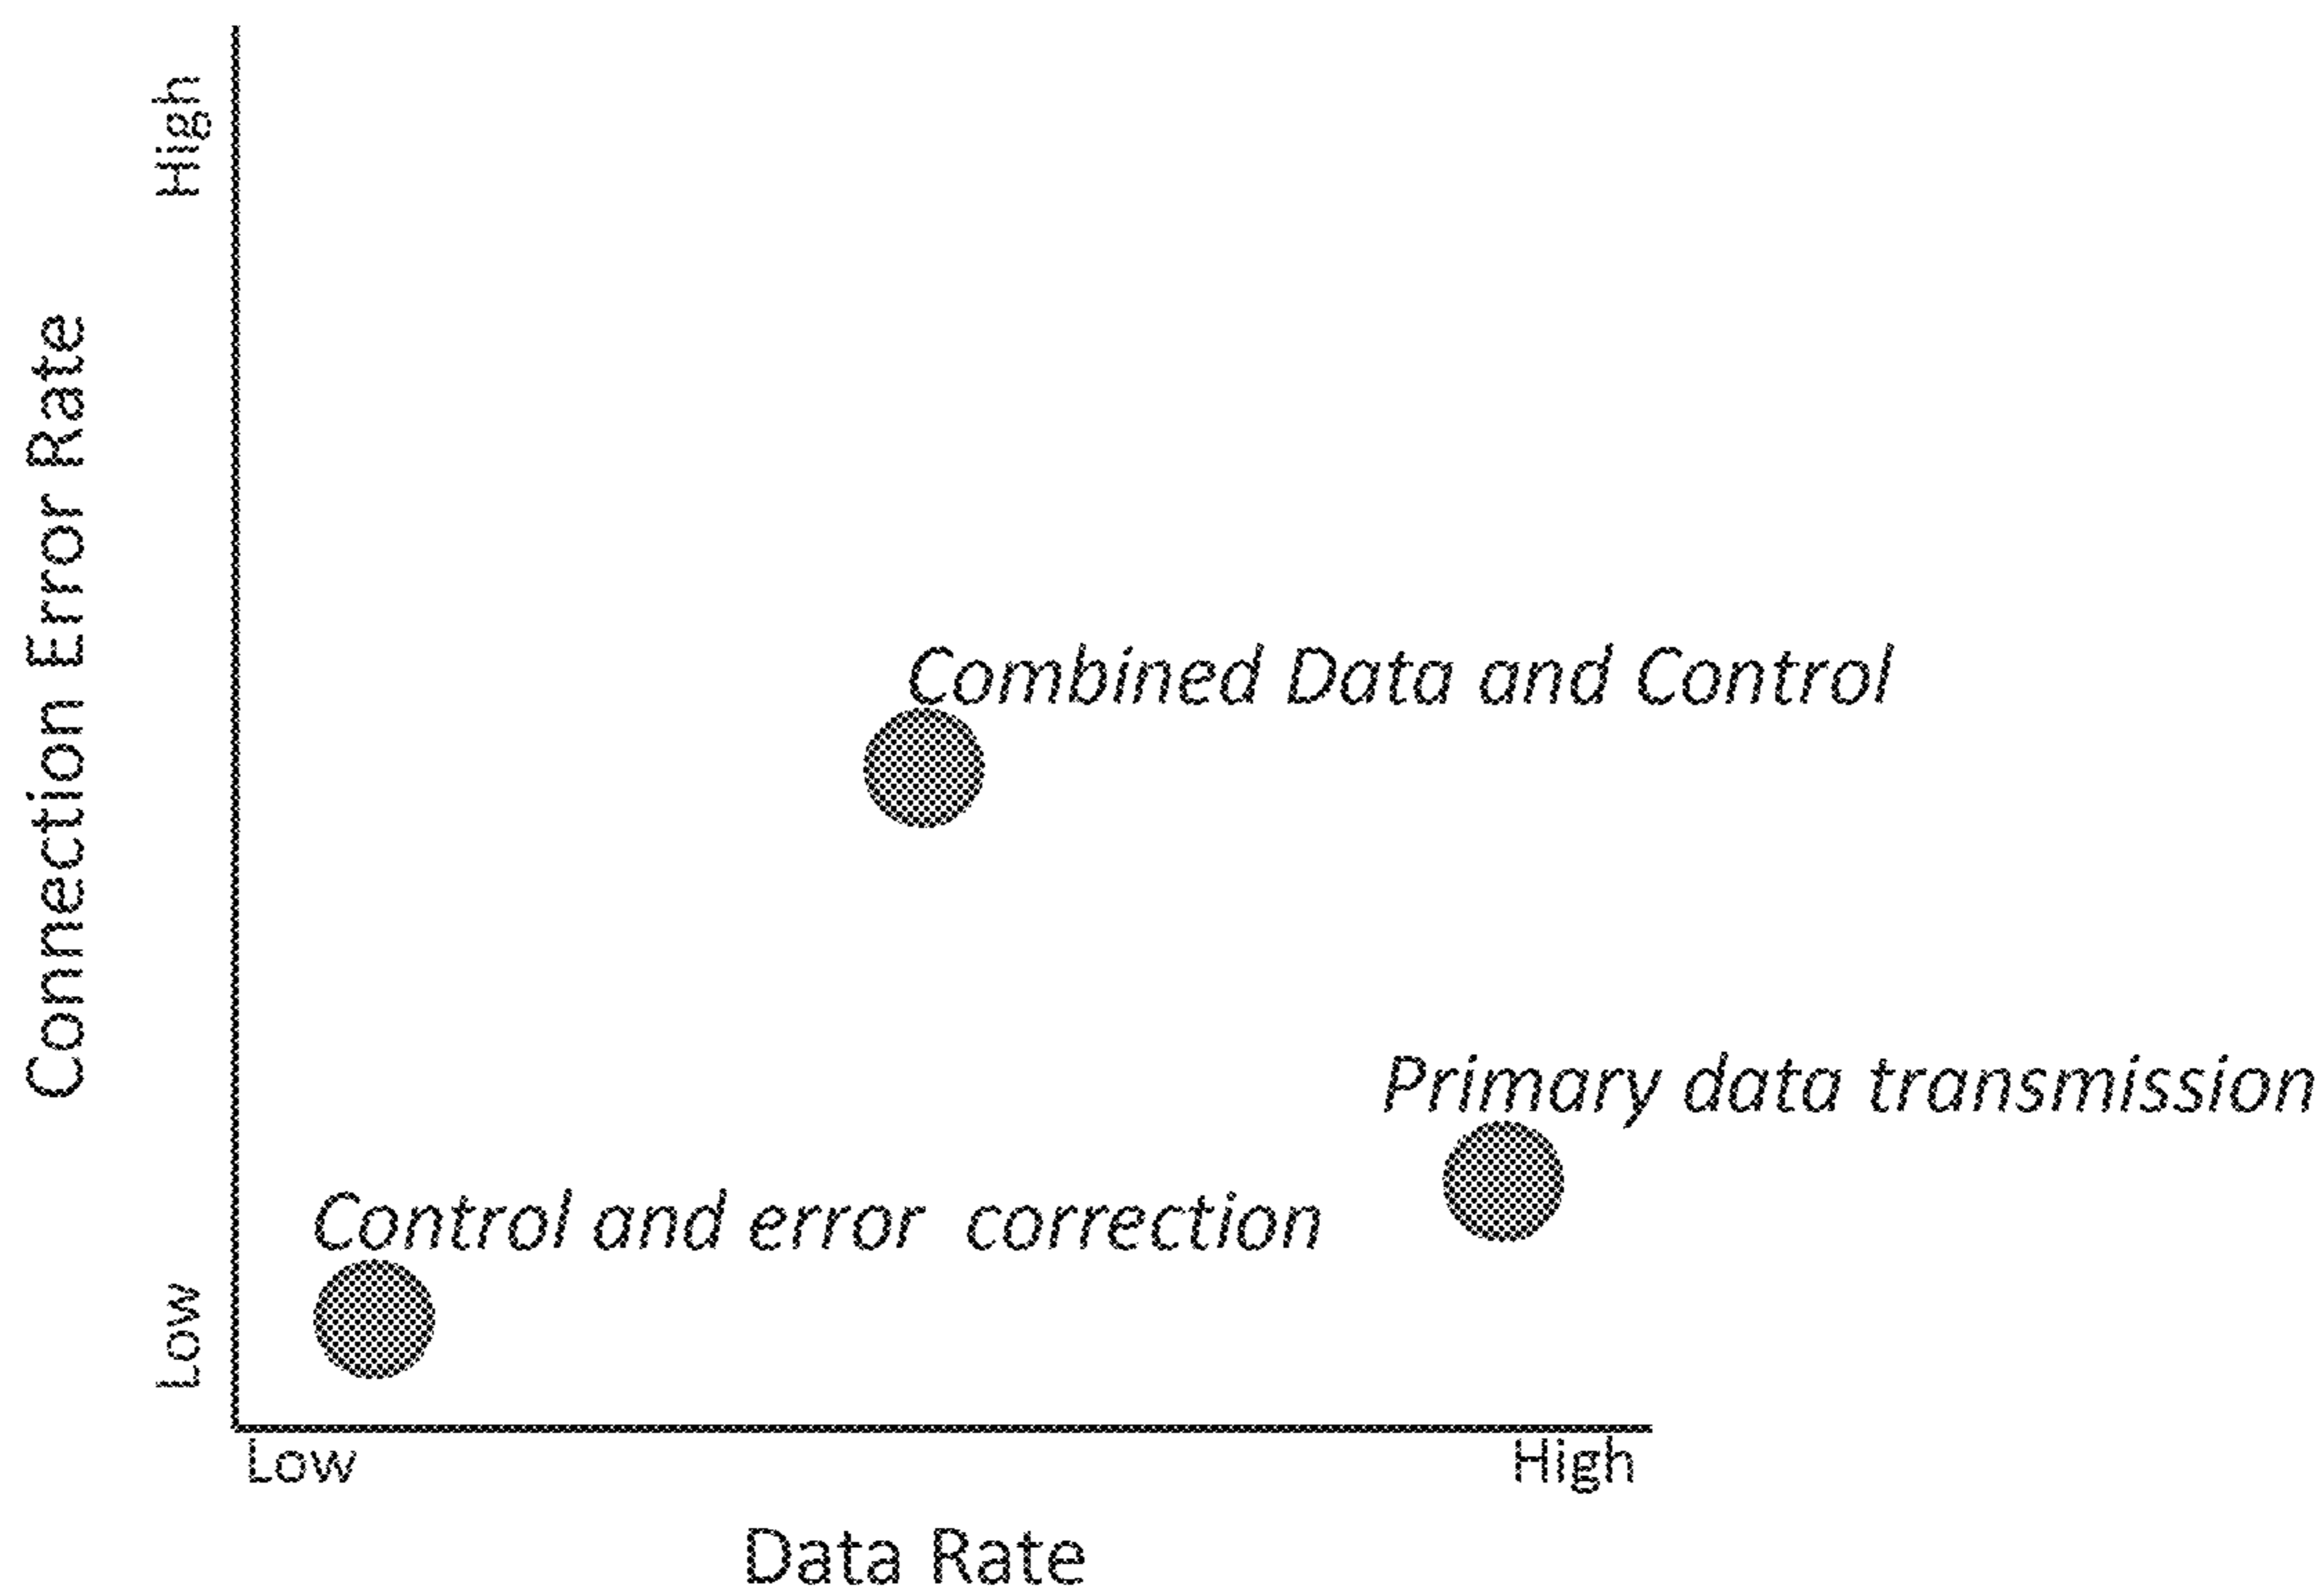 High
Connection Error Rate
Combined Data and Control
Primary data transmission
Control and error correction
Low
Low
High
Data Rate